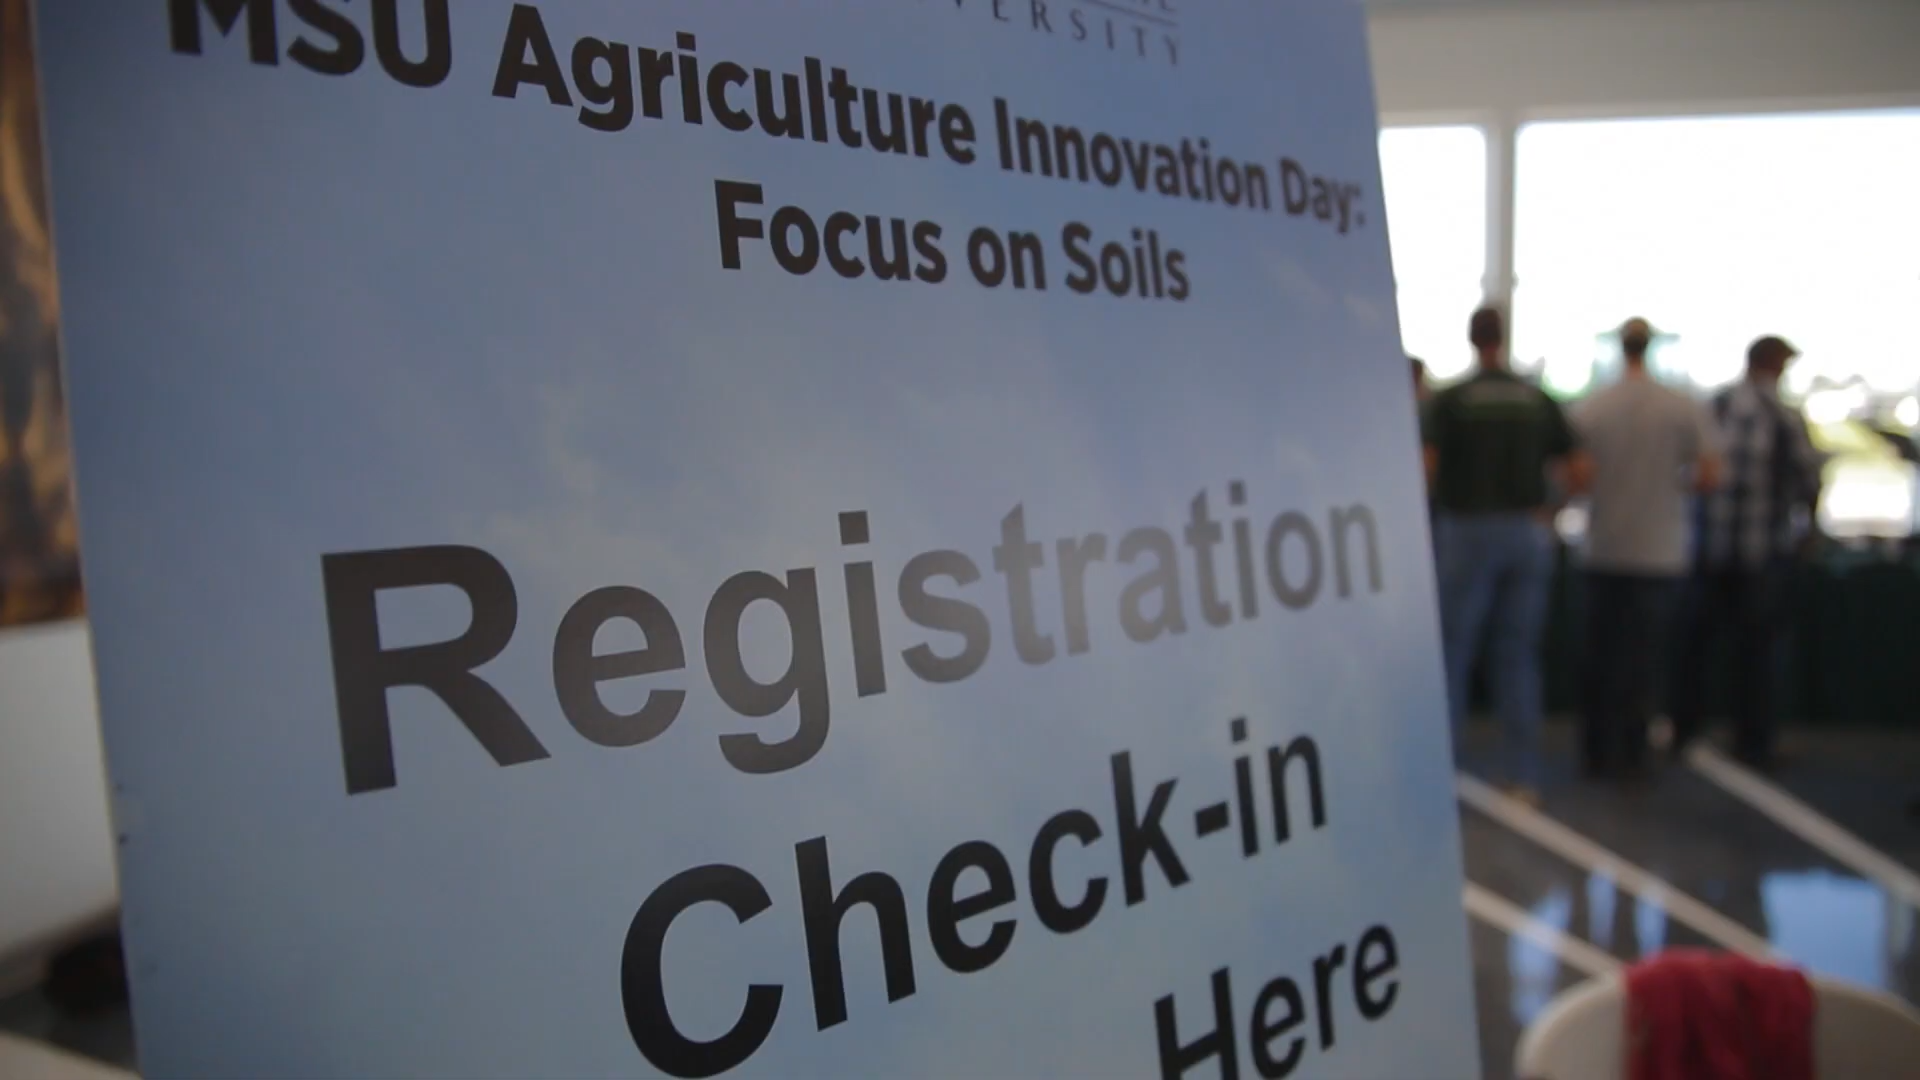 MSU Agriculture Innovation Day:
Focus on Soils
Registration
Check-in
Here